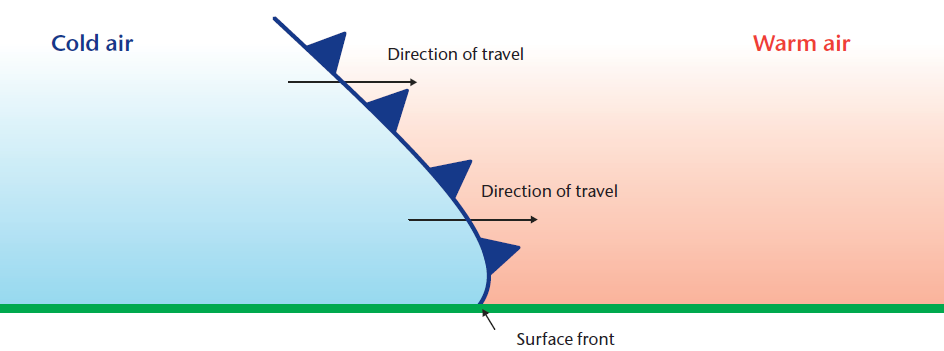 Cold air
Direction of travel
Warm air
Direction of travel
Surface front